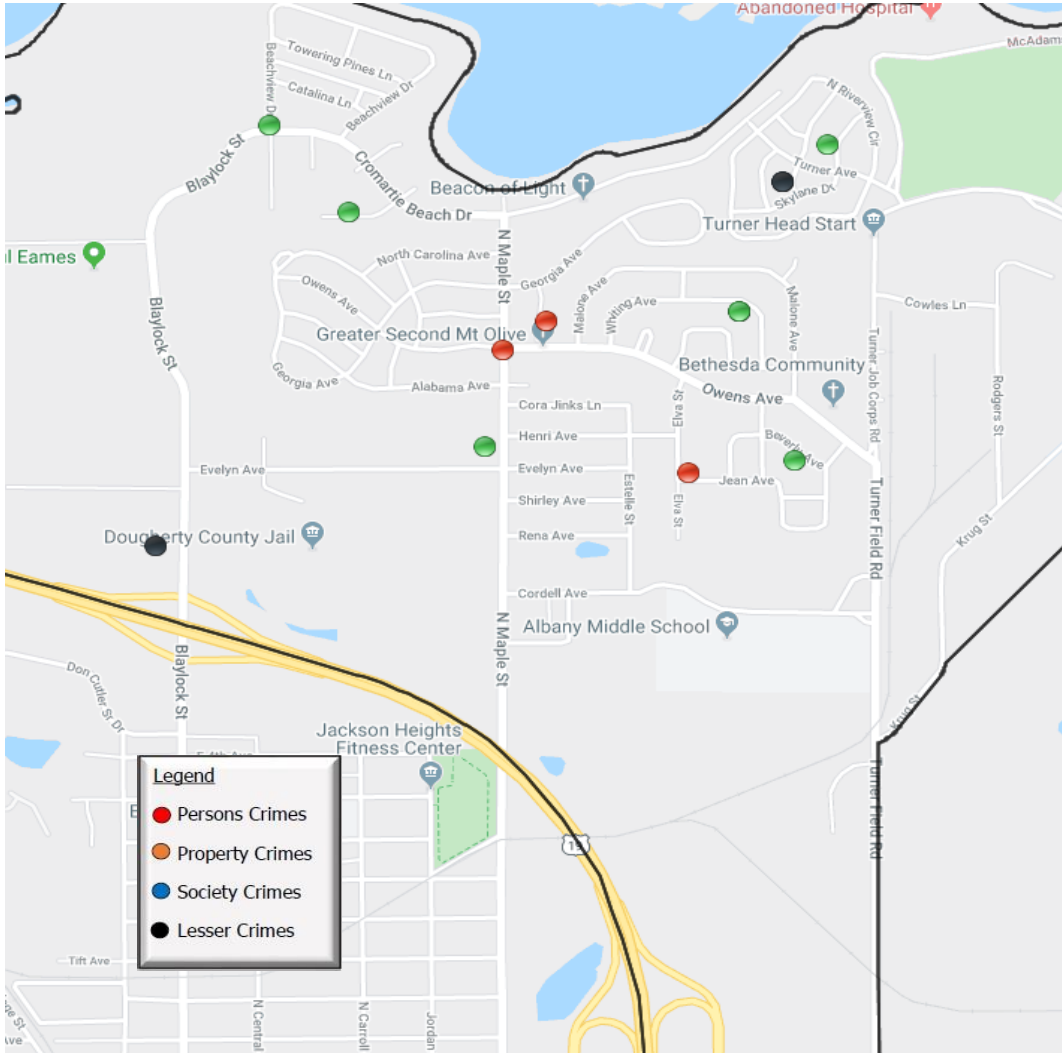 Abandoned Hospital
McAdams
Towering Pines Ln
Catalina Ln
Beachview Dr
Beachview Dr
N Riverview Cir
Blaylock St
Cromartie Beach Dr
Beacon of Light
Turner Ave
Skylane Dr
Turner Head Start
N Maple St
North Carolina Ave
Georgia Ave
l Eames
Owens Ave
Malone Ave
Whiting Ave
Malone Ave
Cowles Ln
Blaylock St
Greater Second Mt Olive
Turner Job Corps Rd
Bethesda Community
Georgia Ave
Alabama Ave
Elva St
Owens Ave
Rodgers St
Cora Jinks Ln
Henri Ave
Beverly Ave
Evelyn Ave
Evelyn Ave
Estelle St
Jean Ave
Shirley Ave
Elva St
Turner Field Rd
Krug St
Dougherty County Jail
Rena Ave
Cordell Ave
Albany Middle School
N Maple St
Blaylock St
Don Cutler Sr Dr
Krug St
Jackson Heights
Fitness Center
Turner Field Rd
19
Legend
Persons Crimes
Property Crimes
Society Crimes
Lesser Crimes
Tift Ave
N Central
N Carroll
Jordan
Ave